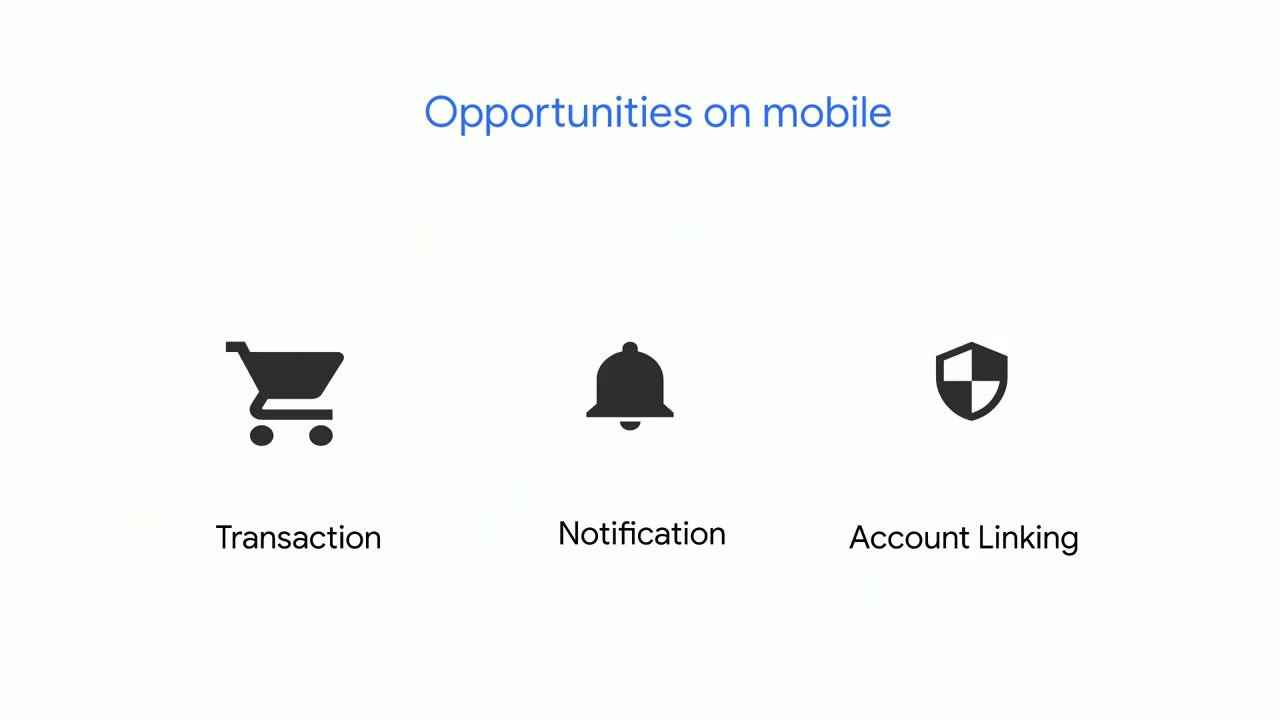 Opportunities on mobile
Transaction
Notification
Account Linking